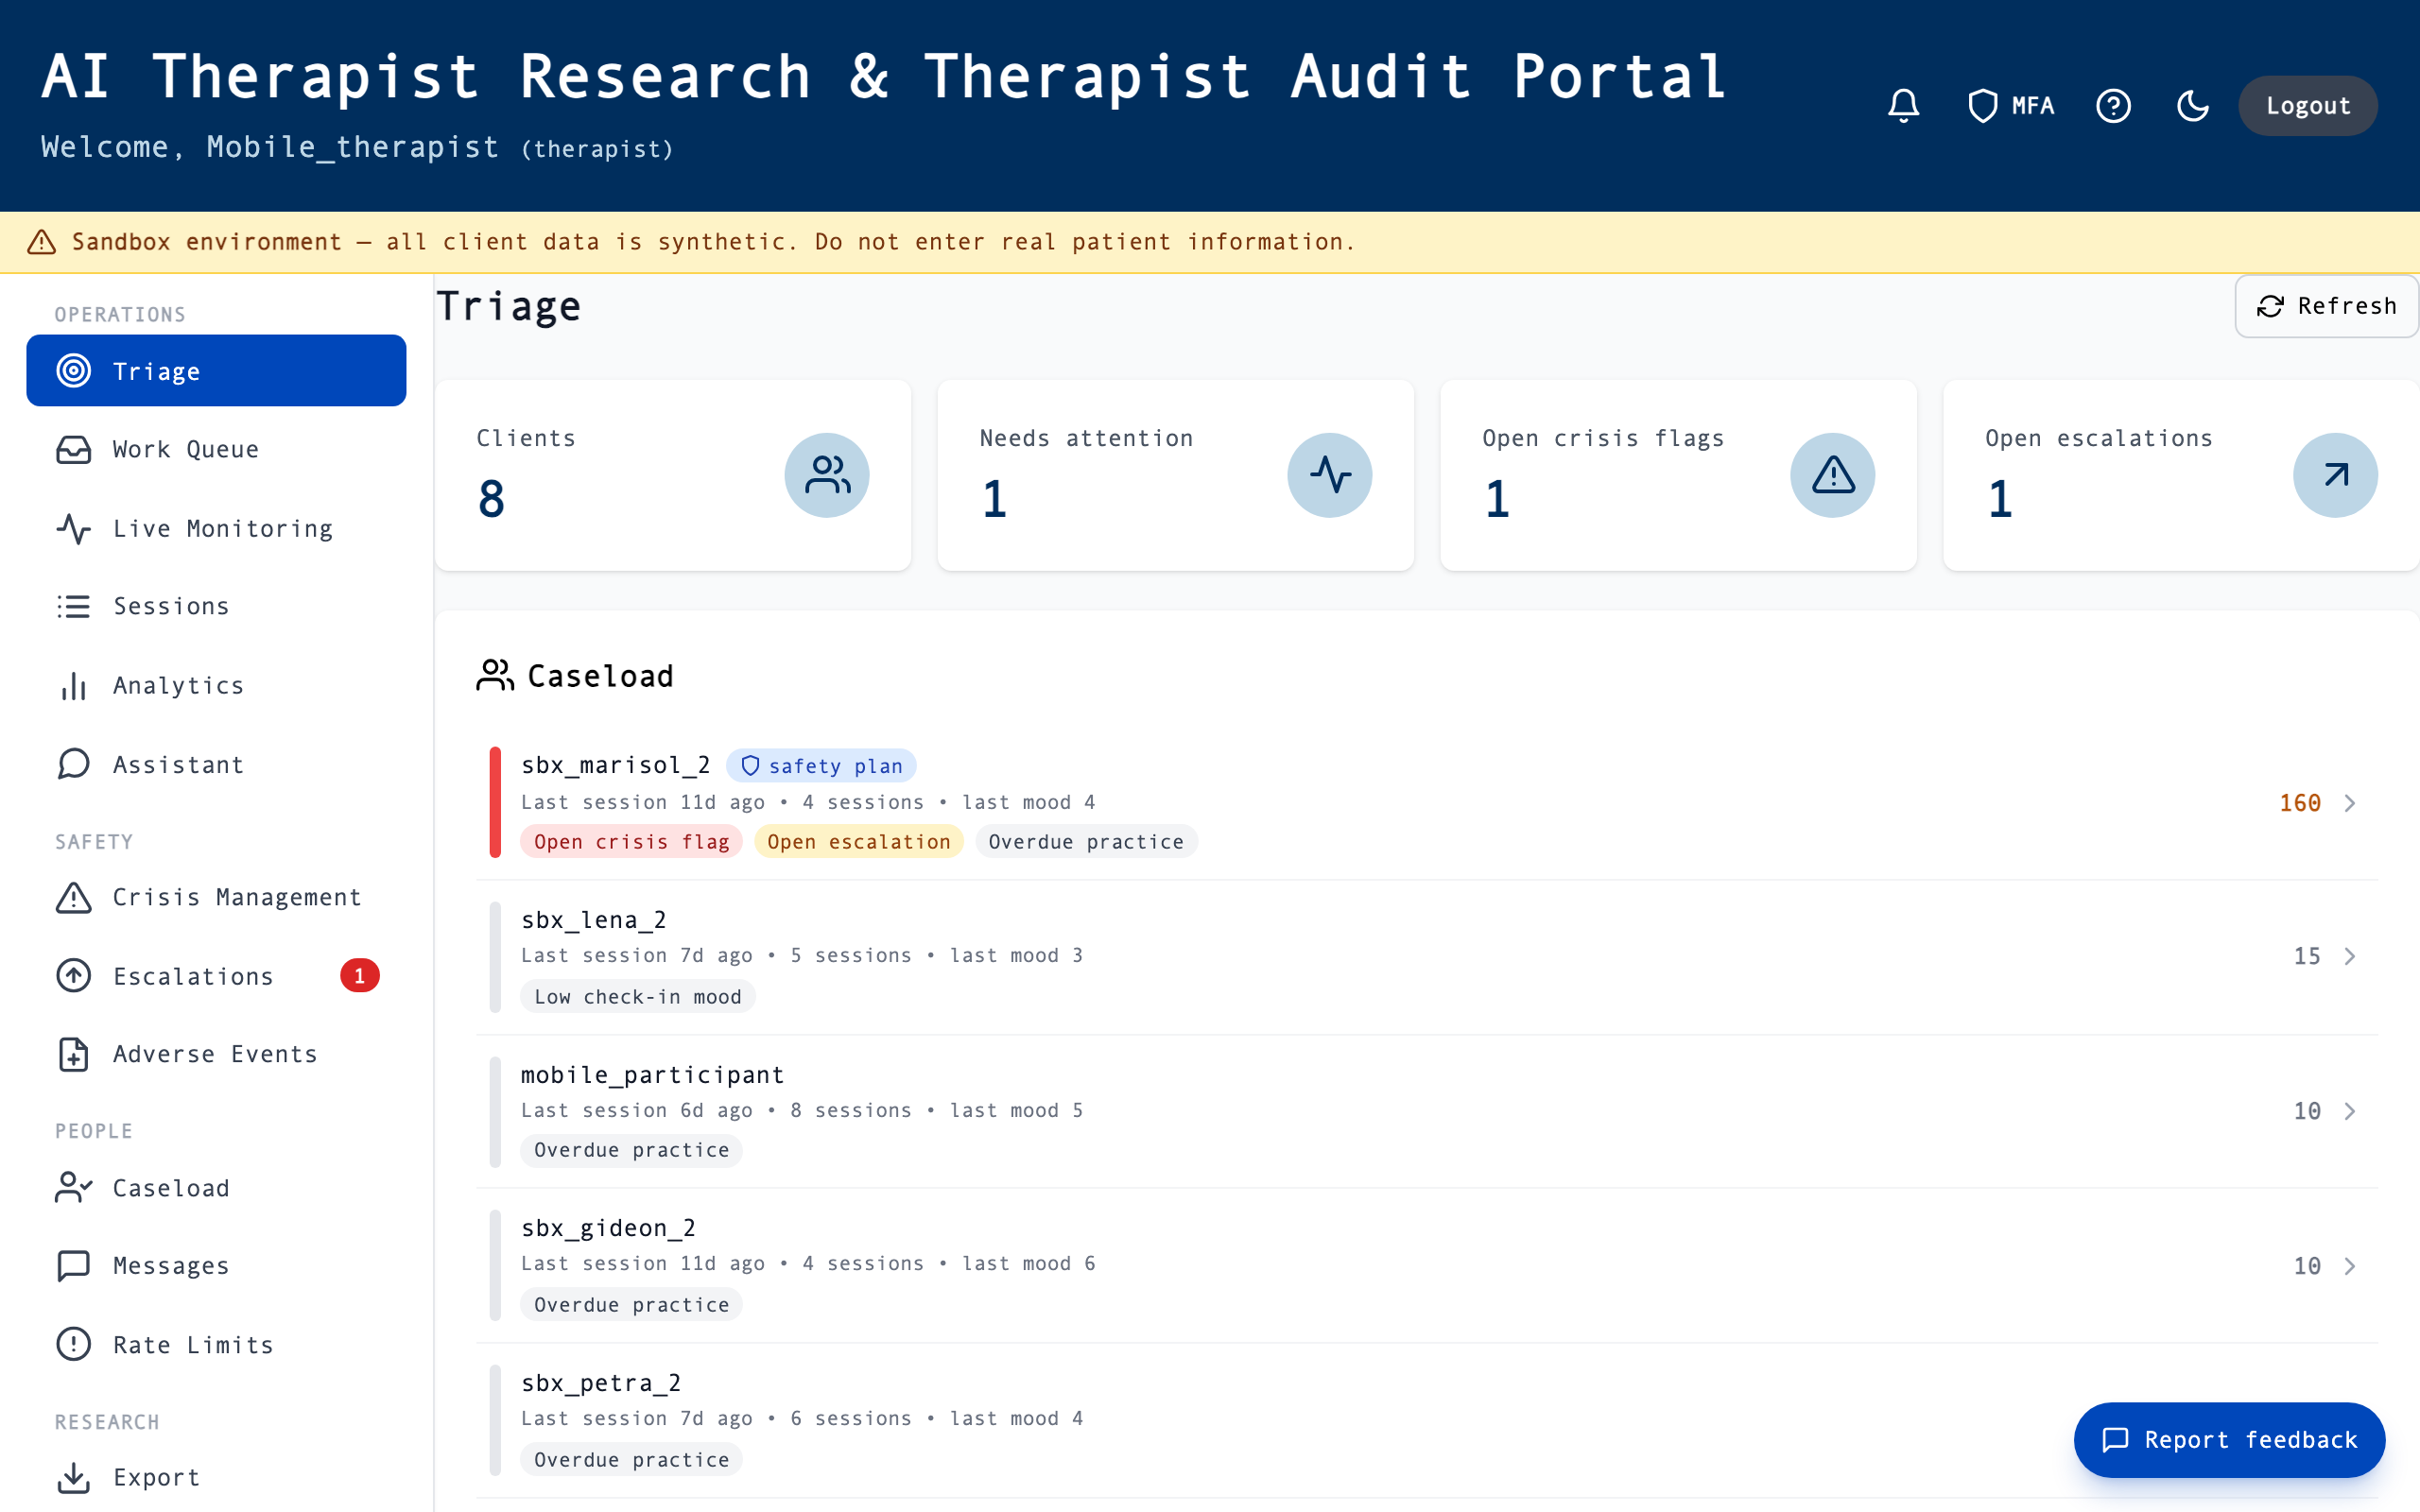 AI Therapist Research & Therapist Audit Portal
Welcome, Mobile_therapist (therapist)
MFA
Logout
Sandbox environment — all client data is synthetic. Do not enter real patient information.
OPERATIONS
Triage
Work Queue
Live Monitoring
Sessions
Analytics
Assistant
SAFETY
Crisis Management
Escalations 1
Adverse Events
PEOPLE
Caseload
Messages
Rate Limits
RESEARCH
Export
Triage
Refresh
Clients
8
Needs attention
1
Open crisis flags
1
Open escalations
1
Caseload
sbx_marisol_2 safety plan
Last session 11d ago • 4 sessions • last mood 4
160
Open crisis flag Open escalation Overdue practice
sbx_lena_2
Last session 7d ago • 5 sessions • last mood 3
15
Low check-in mood
mobile_participant
Last session 6d ago • 8 sessions • last mood 5
10
Overdue practice
sbx_gideon_2
Last session 11d ago • 4 sessions • last mood 6
10
Overdue practice
sbx_petra_2
Last session 7d ago • 6 sessions • last mood 4
Overdue practice
Report feedback